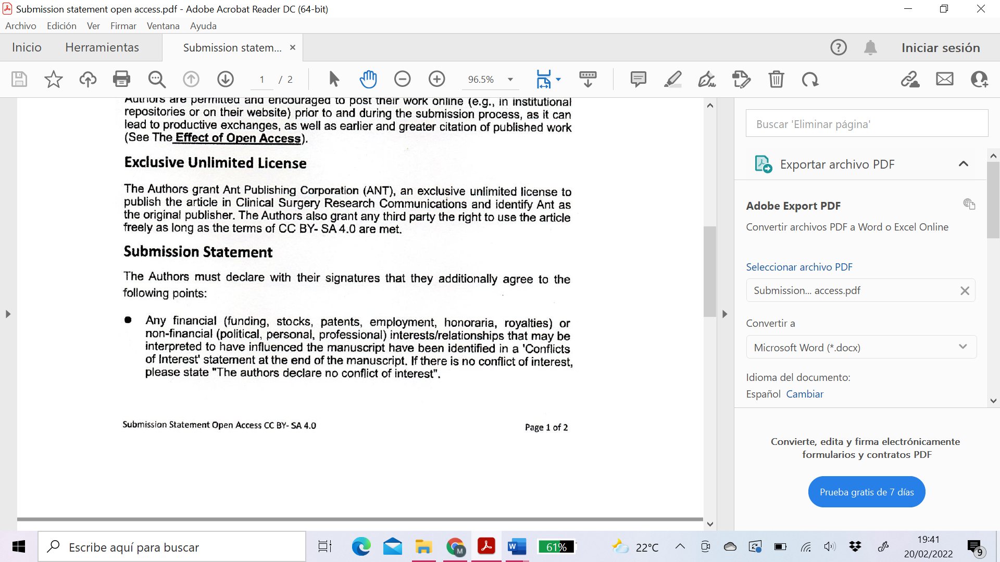 Submission statement open access.pdf - Adobe Acrobat Reader DC (64-bit)
Archivo Edición Ver Firmar Ventana Ayuda
Inicio Herramientas Submission statem... × Iniciar sesión
1 / 2 96.5%
Authors are permitted and encouraged to post their work online (e.g., in institutional
repositories or on their website) prior to and during the submission process, as it can
lead to productive exchanges, as well as earlier and greater citation of published work
(See The Effect of Open Access).
Exclusive Unlimited License
The Authors grant Ant Publishing Corporation (ANT), an exclusive unlimited license to
publish the article in Clinical Surgery Research Communications and identify Ant as
the original publisher. The Authors also grant any third party the right to use the article
freely as long as the terms of CC BY- SA 4.0 are met.
Submission Statement
The Authors must declare with their signatures that they additionally agree to the
following points:
● Any financial (funding, stocks, patents, employment, honoraria, royalties) or
non-financial (political, personal, professional) interests/relationships that may be
interpreted to have influenced the manuscript have been identified in a 'Conflicts
of Interest' statement at the end of the manuscript. If there is no conflict of interest,
please state "The authors declare no conflict of interest".
Submission Statement Open Access CC BY- SA 4.0 Page 1 of 2
Buscar 'Eliminar página'
Exportar archivo PDF
Adobe Export PDF
Convertir archivos PDF a Word o Excel Online
Seleccionar archivo PDF
Submission... access.pdf
Convertir a
Microsoft Word (*.docx)
Idioma del documento:
Español Cambiar
Convierte, edita y firma electrónicamente
formularios y contratos PDF
Prueba gratis de 7 días
Escribe aquí para buscar
M
61%
22°C
19:41
20/02/2022
9